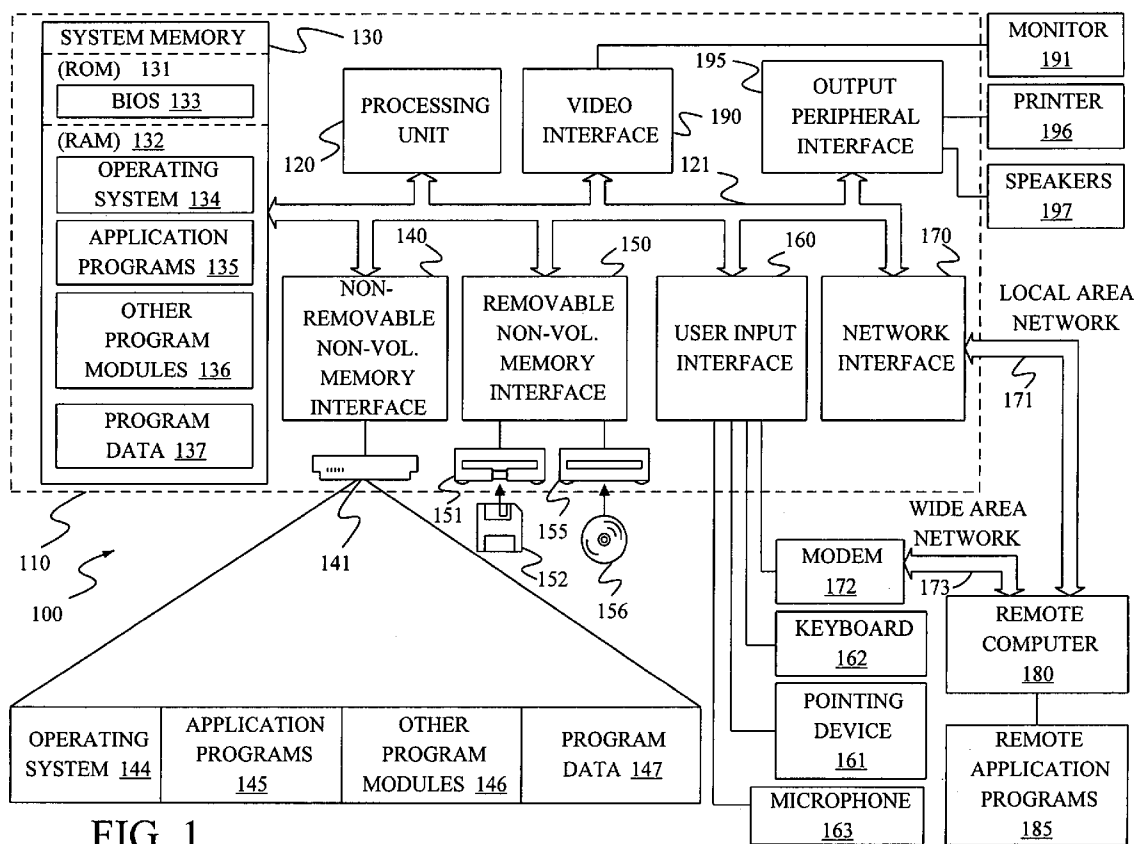 SYSTEM MEMORY
130
(ROM) 131
BIOS 133
(RAM) 132
OPERATING
SYSTEM 134
APPLICATION
PROGRAMS 135
OTHER
PROGRAM
MODULES 136
PROGRAM
DATA 137
PROCESSING
UNIT
120
VIDEO
INTERFACE
190
195
OUTPUT
PERIPHERAL
INTERFACE
121
MONITOR
191
PRINTER
196
SPEAKERS
197
140
NON-
REMOVABLE
NON-VOL.
MEMORY
INTERFACE
150
REMOVABLE
NON-VOL.
MEMORY
INTERFACE
160
USER INPUT
INTERFACE
170
NETWORK
INTERFACE
LOCAL AREA
NETWORK
171
110
100
141
151
152
155
156
WIDE AREA
NETWORK
173
MODEM
172
KEYBOARD
162
POINTING
DEVICE
161
MICROPHONE
163
REMOTE
COMPUTER
180
REMOTE
APPLICATION
PROGRAMS
185
OPERATING
SYSTEM 144
APPLICATION
PROGRAMS
145
OTHER
PROGRAM
MODULES 146
PROGRAM
DATA 147
FIG. 1